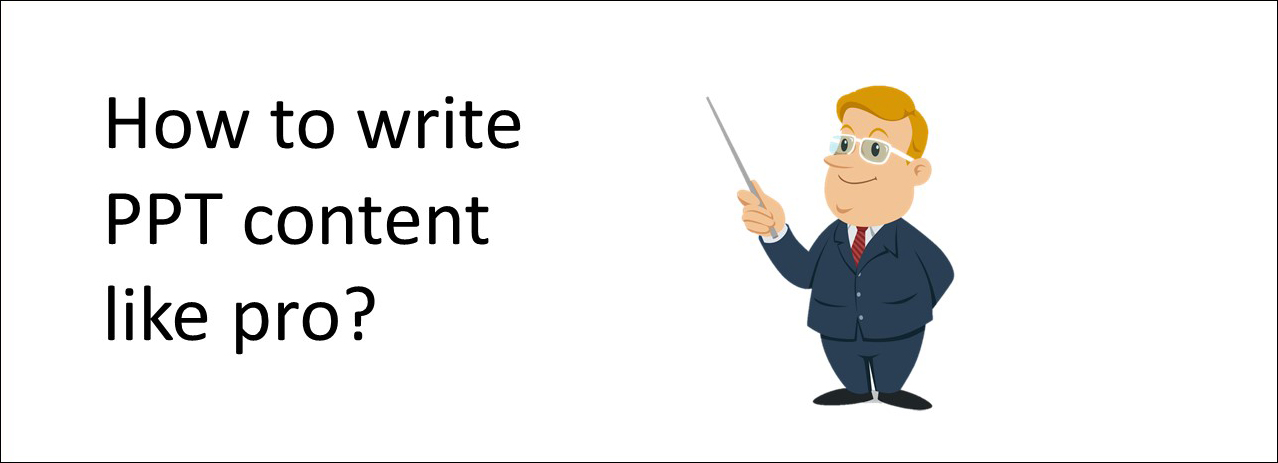 How to write
PPT content
like pro?